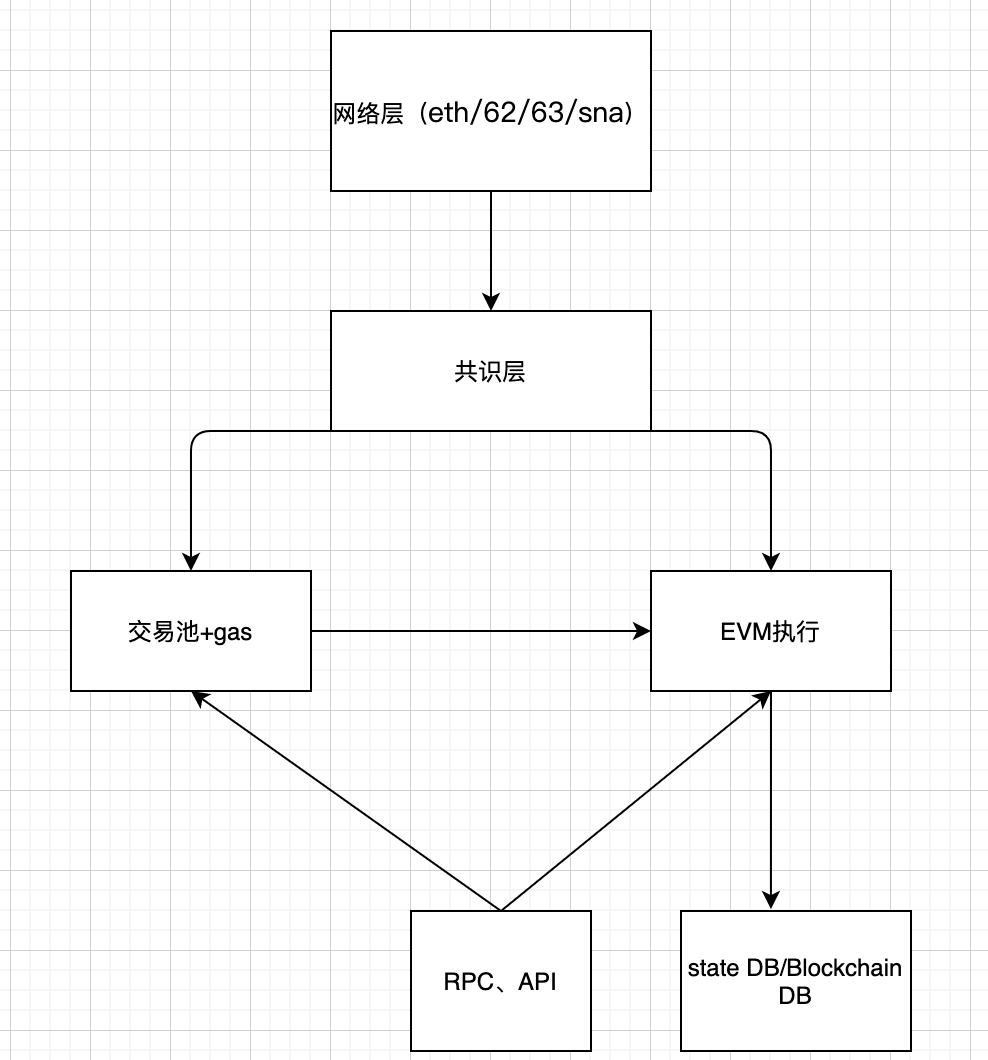 网络层（eth/62/63/sna）
共识层
交易池+gas
EVM执行
RPC、API
state DB/Blockchain
DB